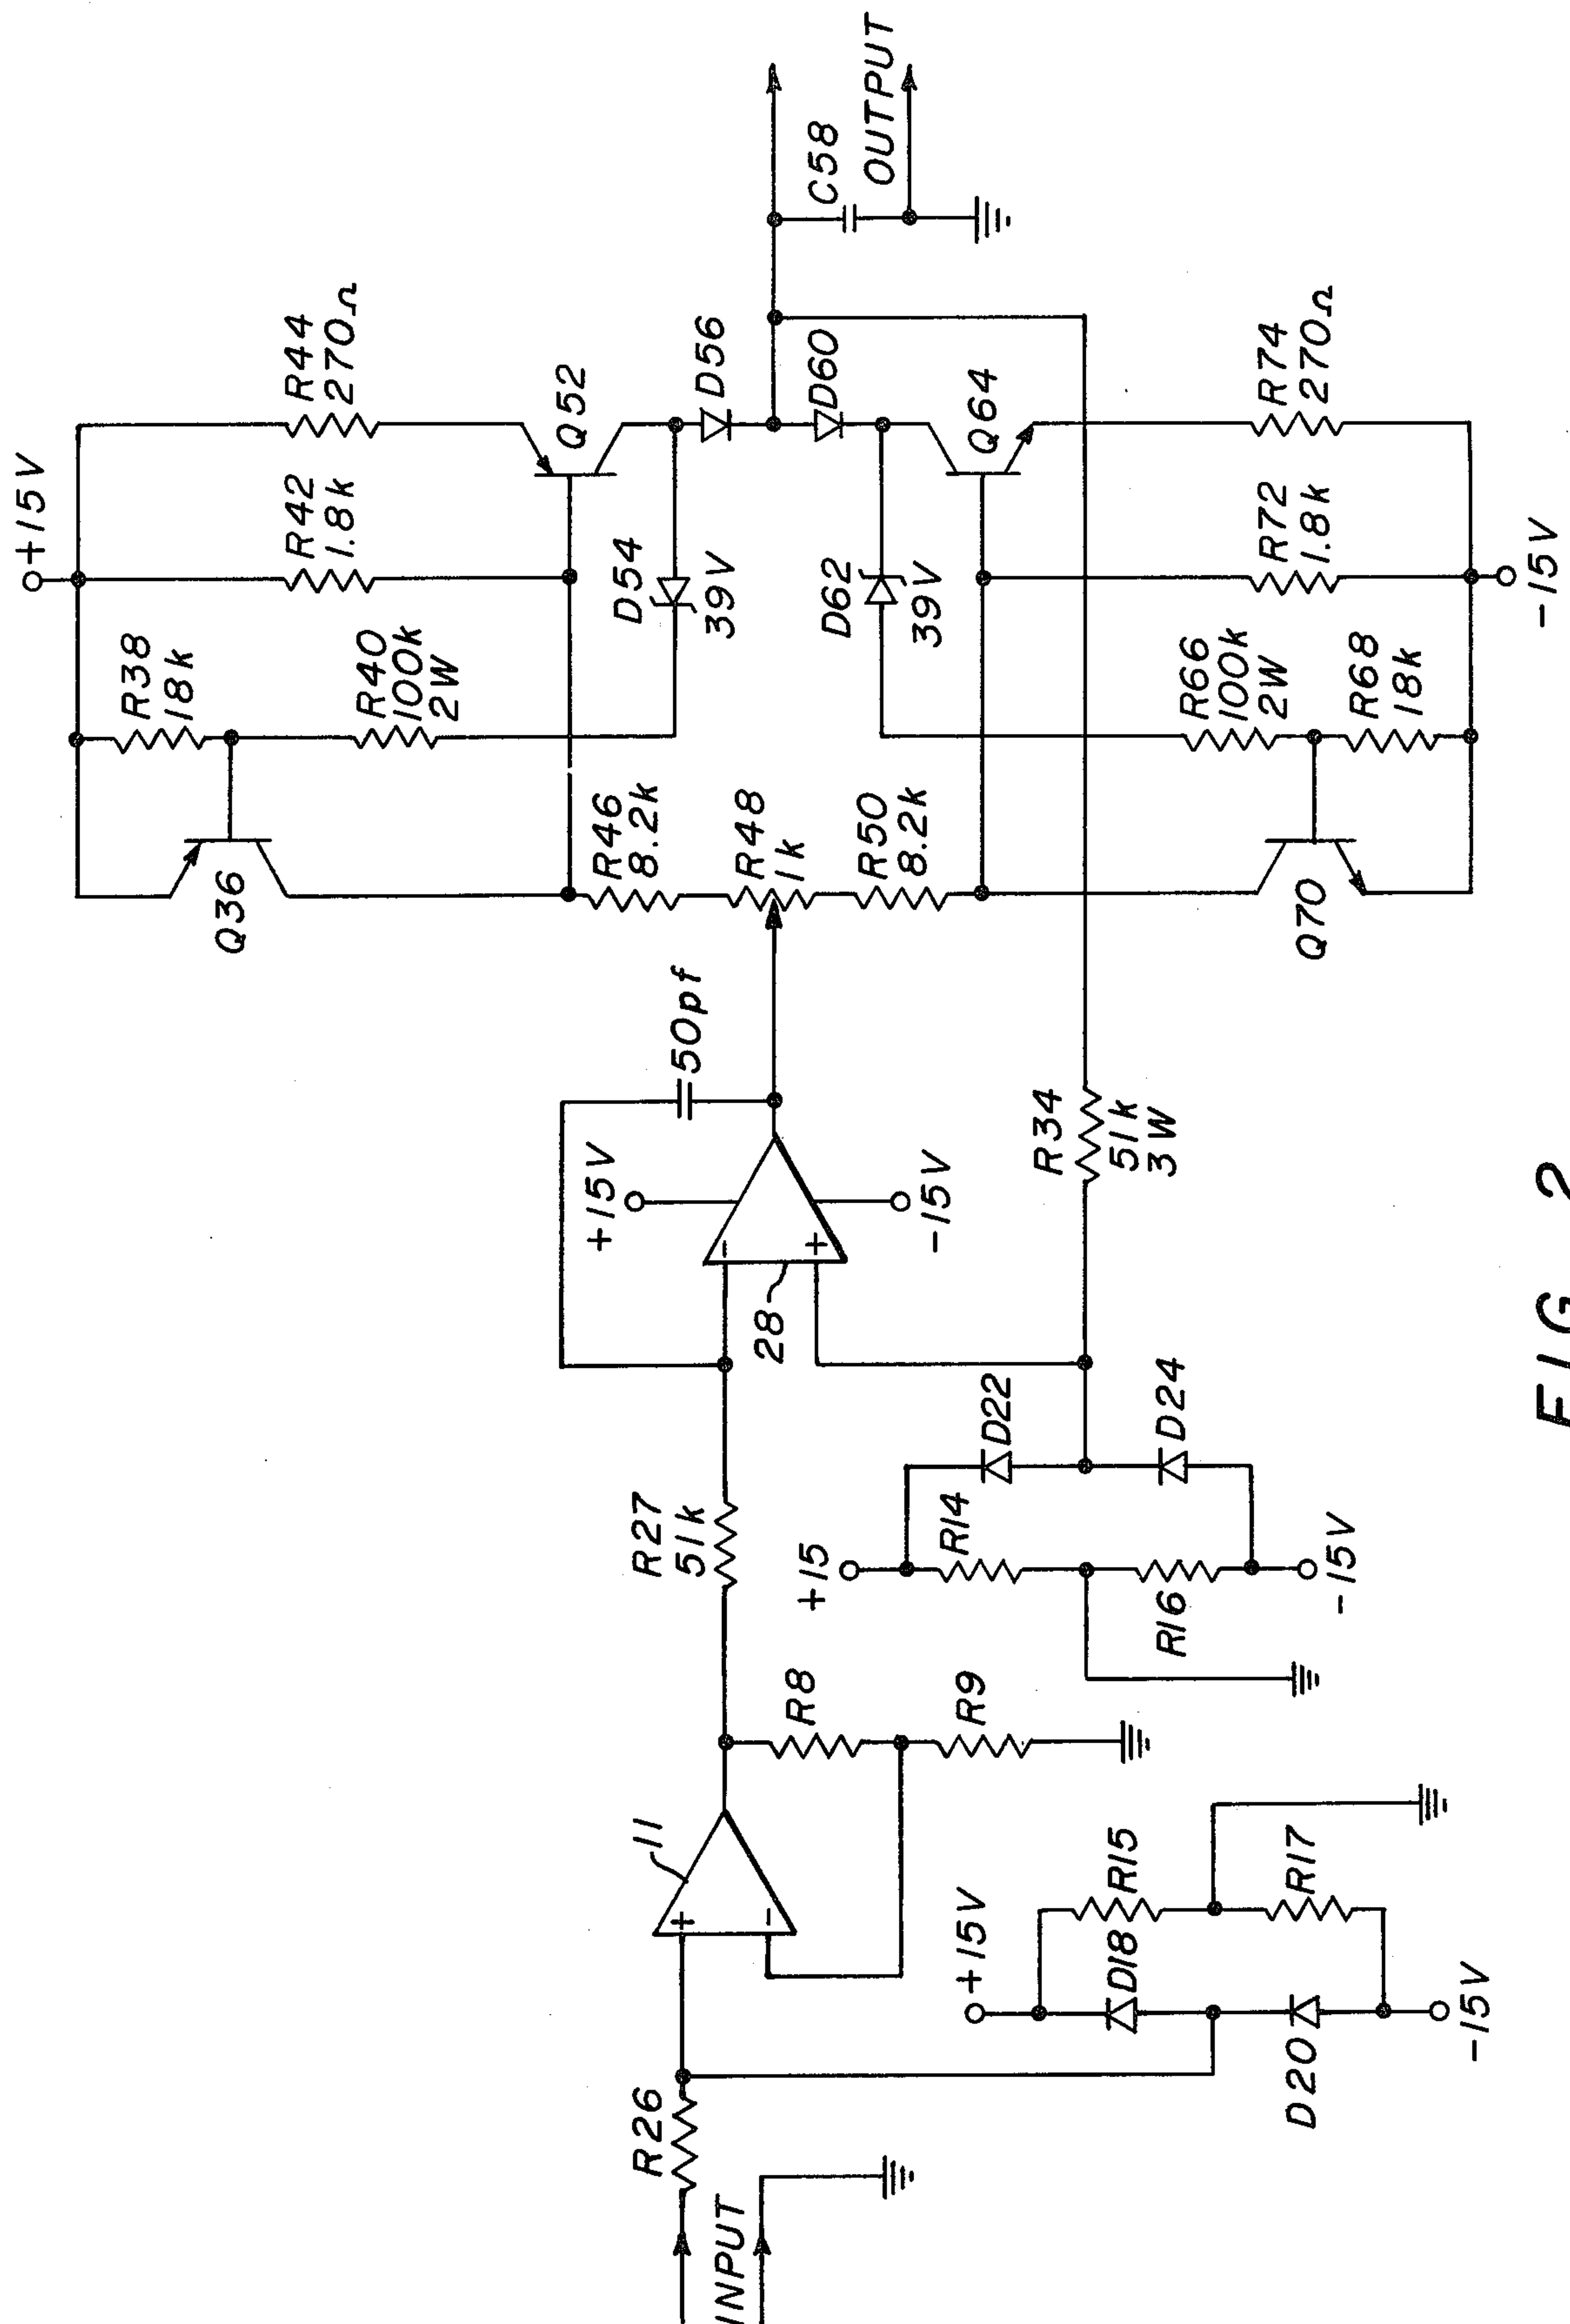 +15V
R44
270Ω
R42
1.8k
R38
18k
R40
100k
2W
Q52
Q36
D54
39V
D56
R46
8.2k
R48
1k
R50
8.2k
C58
OUTPUT
D60
D62
39V
Q64
R66
100k
2W
R68
18k
R72
1.8k
R74
270Ω
Q70
-15V
50pf
+15V
-
+
28
-15V
R34
51k
3W
R27
51k
D22
D24
+15
R14
R16
-15V
11
+
-
R8
R9
R26
INPUT
+15V
D18
R15
R17
D20
-15V
FIG. 2